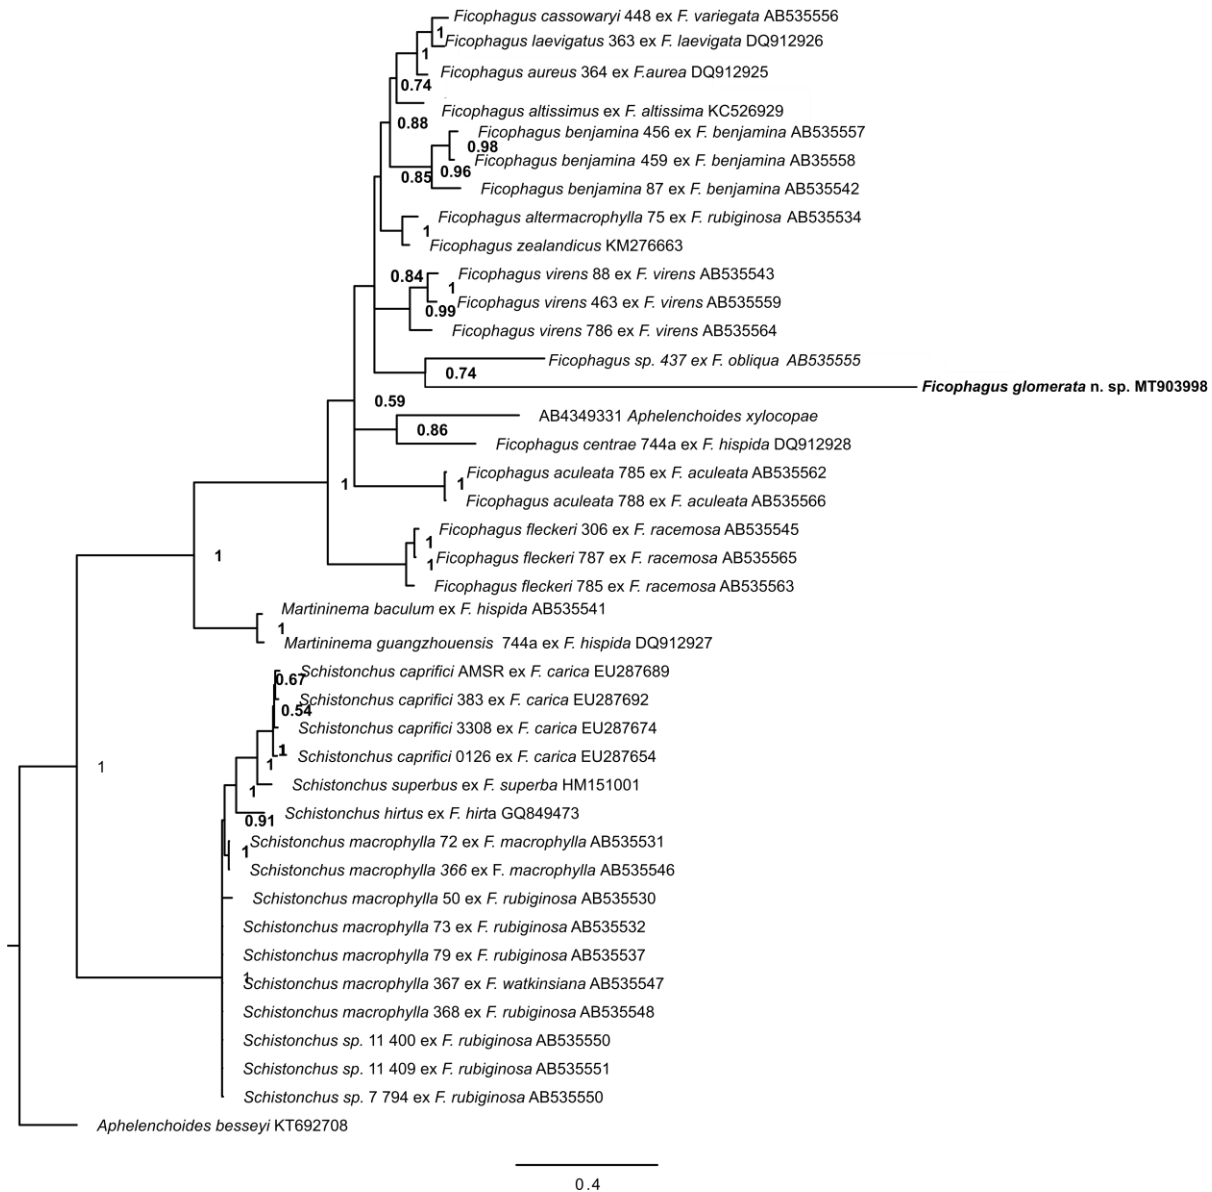 Ficophagus cassowaryi 448 ex F. variegata AB535556
1
Ficophagus laevigatus 363 ex F. laevigata DQ912926
1
Ficophagus aureus 364 ex F.aurea DQ912925
0.74
Ficophagus altissimus ex F. altissima KC526929
0.88
Ficophagus benjamina 456 ex F. benjamina AB535557
0.98
Ficophagus benjamina 459 ex F. benjamina AB35558
0.96
0.85
Ficophagus benjamina 87 ex F. benjamina AB535542
Ficophagus altermacrophylla 75 ex F. rubiginosa AB535534
1
Ficophagus zealandicus KM276663
0.84
Ficophagus virens 88 ex F. virens AB535543
1
Ficophagus virens 463 ex F. virens AB535559
0.99
Ficophagus virens 786 ex F. virens AB535564
Ficophagus sp. 437 ex F. obliqua AB535555
0.74
Ficophagus glomerata n. sp. MT903998
0.59
AB4349331 Aphelenchoides xylocopae
0.86
Ficophagus centrae 744a ex F. hispida DQ912928
Ficophagus aculeata 785 ex F. aculeata AB535562
1
1
Ficophagus aculeata 788 ex F. aculeata AB535566
Ficophagus fleckeri 306 ex F. racemosa AB535545
1
Ficophagus fleckeri 787 ex F. racemosa AB535565
1
1
Ficophagus fleckeri 785 ex F. racemosa AB535563
Martininema baculum ex F. hispida AB535541
1
Martininema guangzhouensis 744a ex F. hispida DQ912927
Schistonchus caprifici AMSR ex F. carica EU287689
0.67
Schistonchus caprifici 383 ex F. carica EU287692
0.54
Schistonchus caprifici 3308 ex F. carica EU287674
1
Schistonchus caprifici 0126 ex F. carica EU287654
1
1
Schistonchus superbus ex F. superba HM151001
1
Schistonchus hirtus ex F. hirta GQ849473
0.91
Schistonchus macrophylla 72 ex F. macrophylla AB535531
1
Schistonchus macrophylla 366 ex F. macrophylla AB535546
Schistonchus macrophylla 50 ex F. rubiginosa AB535530
Schistonchus macrophylla 73 ex F. rubiginosa AB535532
Schistonchus macrophylla 79 ex F. rubiginosa AB535537
1
Schistonchus macrophylla 367 ex F. watkinsiana AB535547
Schistonchus macrophylla 368 ex F. rubiginosa AB535548
Schistonchus sp. 11 400 ex F. rubiginosa AB535550
Schistonchus sp. 11 409 ex F. rubiginosa AB535551
Schistonchus sp. 7 794 ex F. rubiginosa AB535550
Aphelenchoides besseyi KT692708
0.4